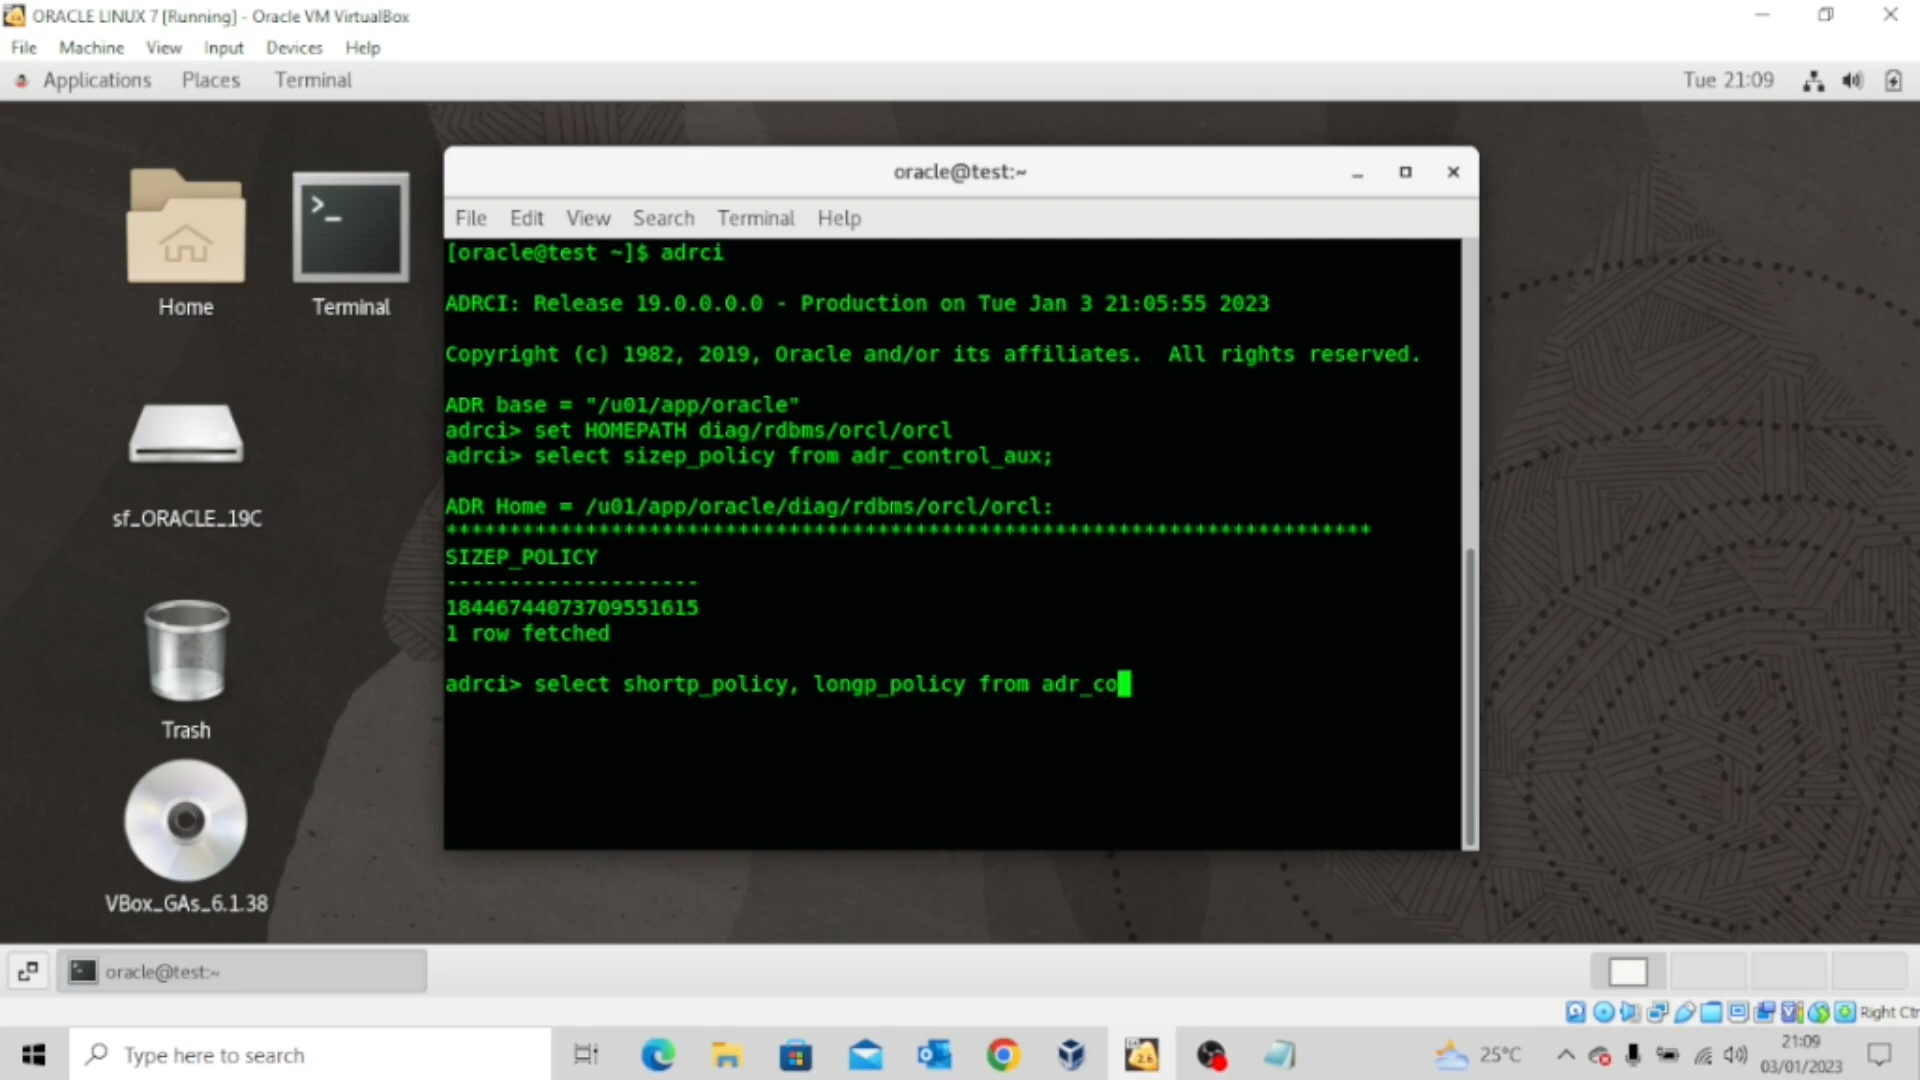 ORACLE LINUX 7 [Running] - Oracle VM VirtualBox
File Machine View Input Devices Help
Applications Places Terminal Tue 21:09
oracle@test:~
File Edit View Search Terminal Help
[oracle@test ~]$ adrci
ADRCI: Release 19.0.0.0.0 - Production on Tue Jan 3 21:05:55 2023
Copyright (c) 1982, 2019, Oracle and/or its affiliates.  All rights reserved.
ADR base = "/u01/app/oracle"
adrci> set HOMEPATH diag/rdbms/orcl/orcl
adrci> select sizep_policy from adr_control_aux;
ADR Home = /u01/app/oracle/diag/rdbms/orcl/orcl:
*************************************************************************
SIZEP_POLICY
--------------------
18446744073709551615
1 row fetched
adrci> select shortp_policy, longp_policy from adr_co
Home
Terminal
sf_ORACLE_19C
Trash
VBox_GAs_6.1.38
oracle@test:~
Right Ctr
Type here to search
25°C
21:09
03/01/2023